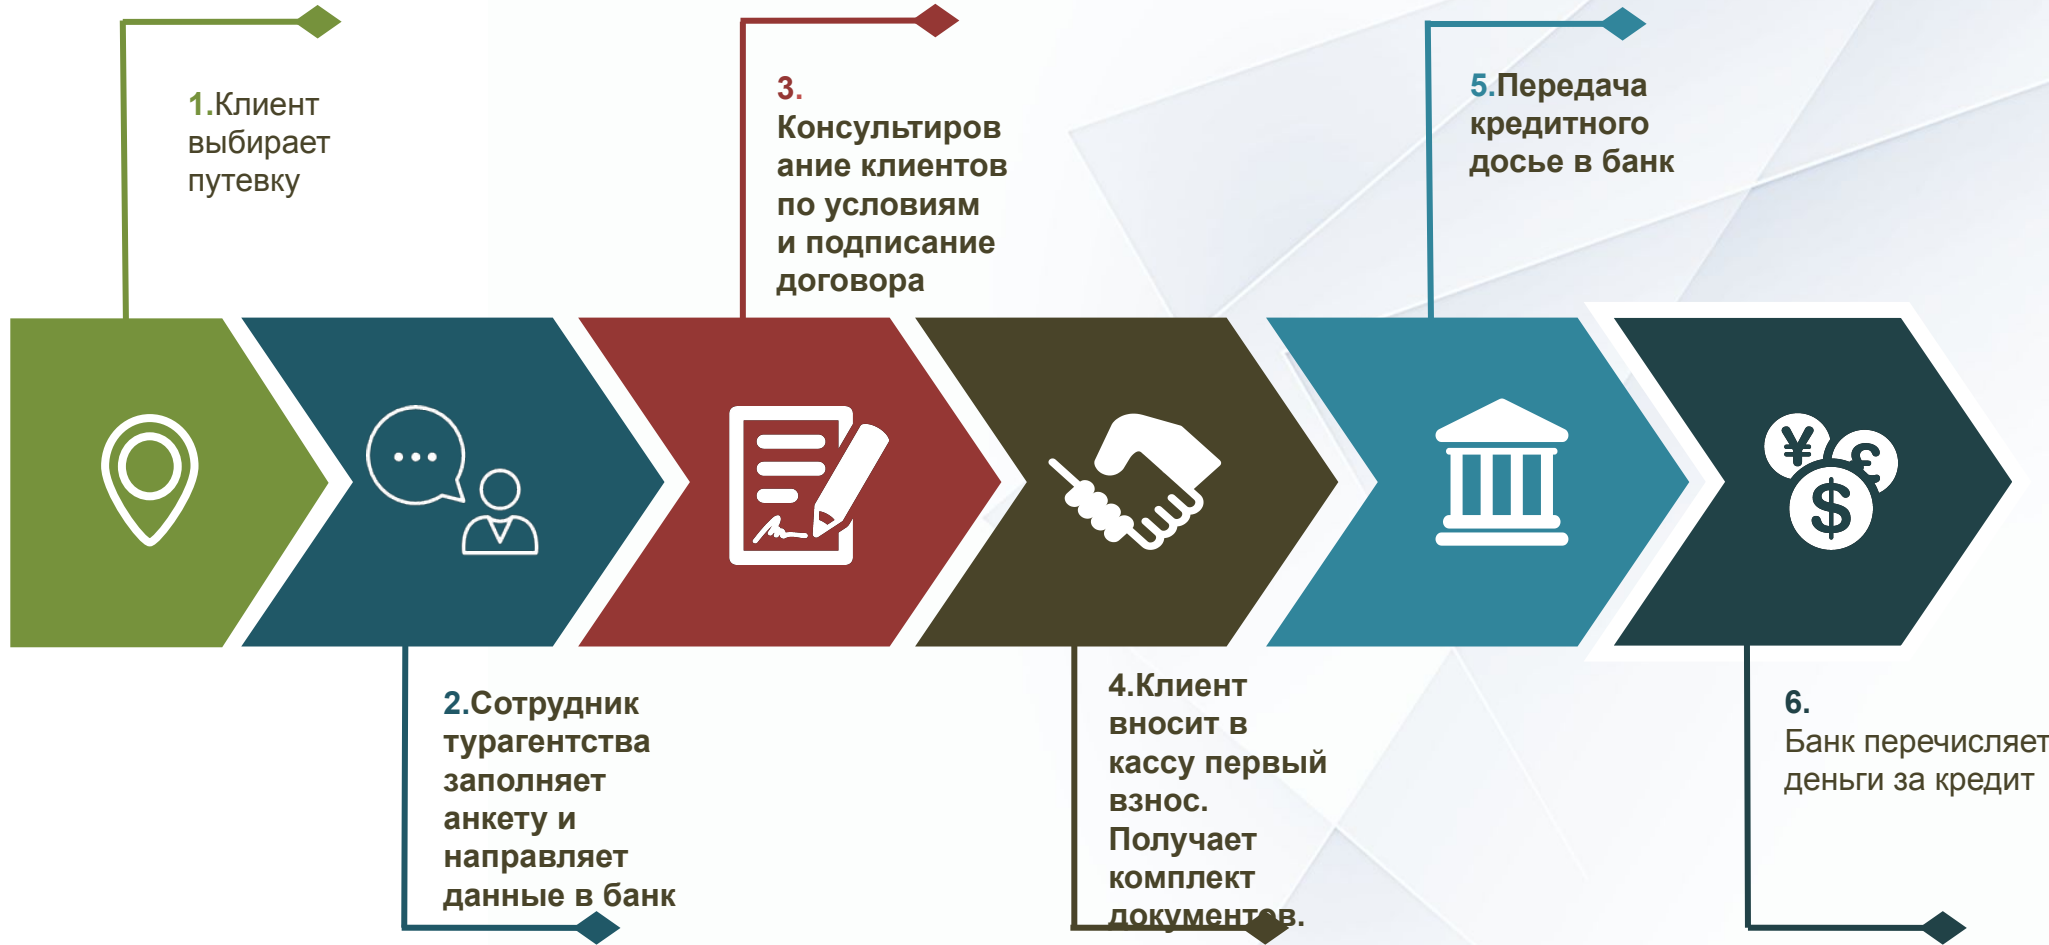 1.Клиент
выбирает
путевку
2.Сотрудник
турагентства
заполняет
анкету и
направляет
данные в банк
3.
Консультиров
ание клиентов
по условиям
и подписание
договора
4.Клиент
вносит в
кассу первый
взнос.
Получает
комплект
документов.
5.Передача
кредитного
досье в банк
¥
£
$
6.
Банк перечисляет
деньги за кредит